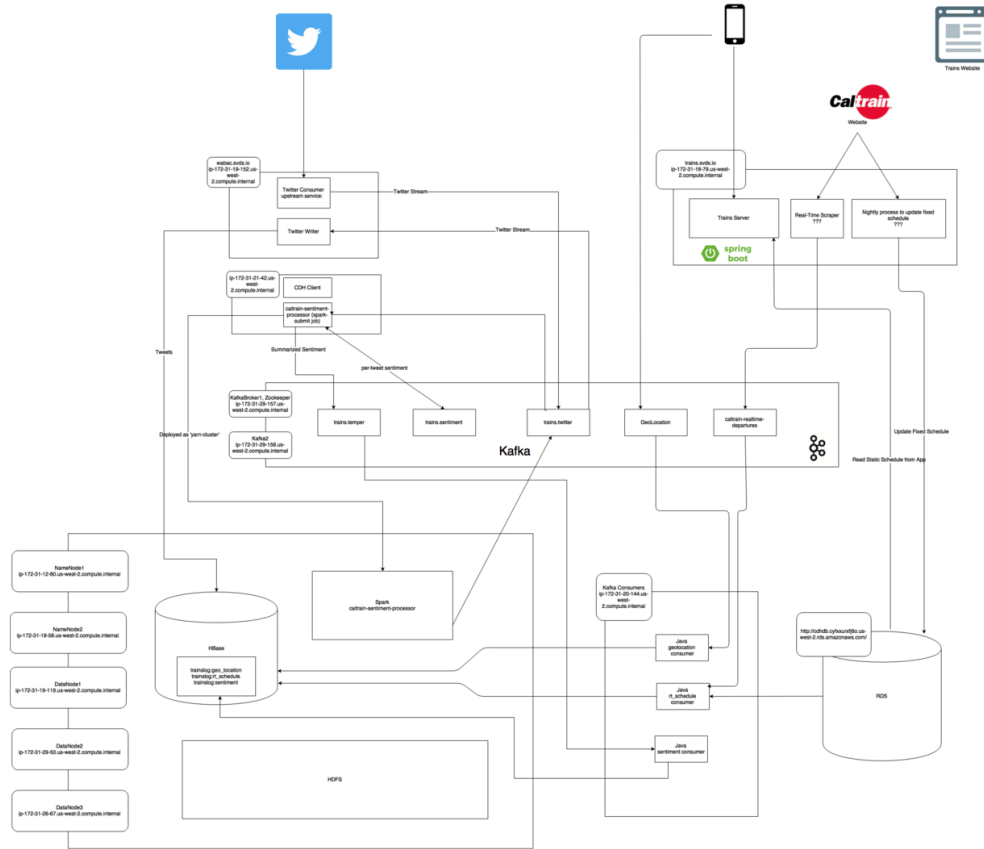 Trains Website
Caltrain
Website
wabac.svds.io
ip-172-31-19-152.us-
west-
2.compute.internal
trains.svds.io
ip-172-31-18-79.us-west-
2.compute.internal
Twitter Consumer
upstream service:
Twitter Stream
Trains Server
Real-Time Scraper
???
Nightly process to update fixed
schedule
???
Twitter Writer
Twitter Stream
spring
boot
ip-172-31-21-42.us-
west-
2.compute.internal
CDH Client
caltrain-sentiment-
processor (spark-
submit job)
Tweets
Summarized Sentiment
per-tweet sentiment
KafkaBroker1, Zookeeper
ip-172-31-29-157.us-
west-2.compute.internal
trains.temper
trains.sentiment
trains.twitter
GeoLocation
caltrain-realtime-
departures
Update Fixed Schedule
Deployed as 'yarn-cluster'
Kafka2
ip-172-31-29-158.us-
west-2.compute.internal
Kafka
Read Static Schedule from App
NameNode1
ip-172-31-12-80.us-west-2.compute.internal
Spark
caltrain-sentiment-processor
Kafka Consumers
ip-172-31-20-144.us-
west-
2.compute.internal
NameNode2
ip-172-31-18-58.us-west-2.compute.internal
HBase
trainslog:geo_location
trainslog:rt_schedule
trainslog:sentiment
Java
geolocation
consumer
west-2.rds.amazonaws.com/
DataNode1
ip-172-31-19-119.us-west-2.compute.internal
Java
rt_schedule
consumer
RDS
DataNode2
ip-172-31-29-50.us-west-2.compute.internal
Java
sentiment consumer
HDFS
DataNode3
ip-172-31-26-67.us-west-2.compute.internal